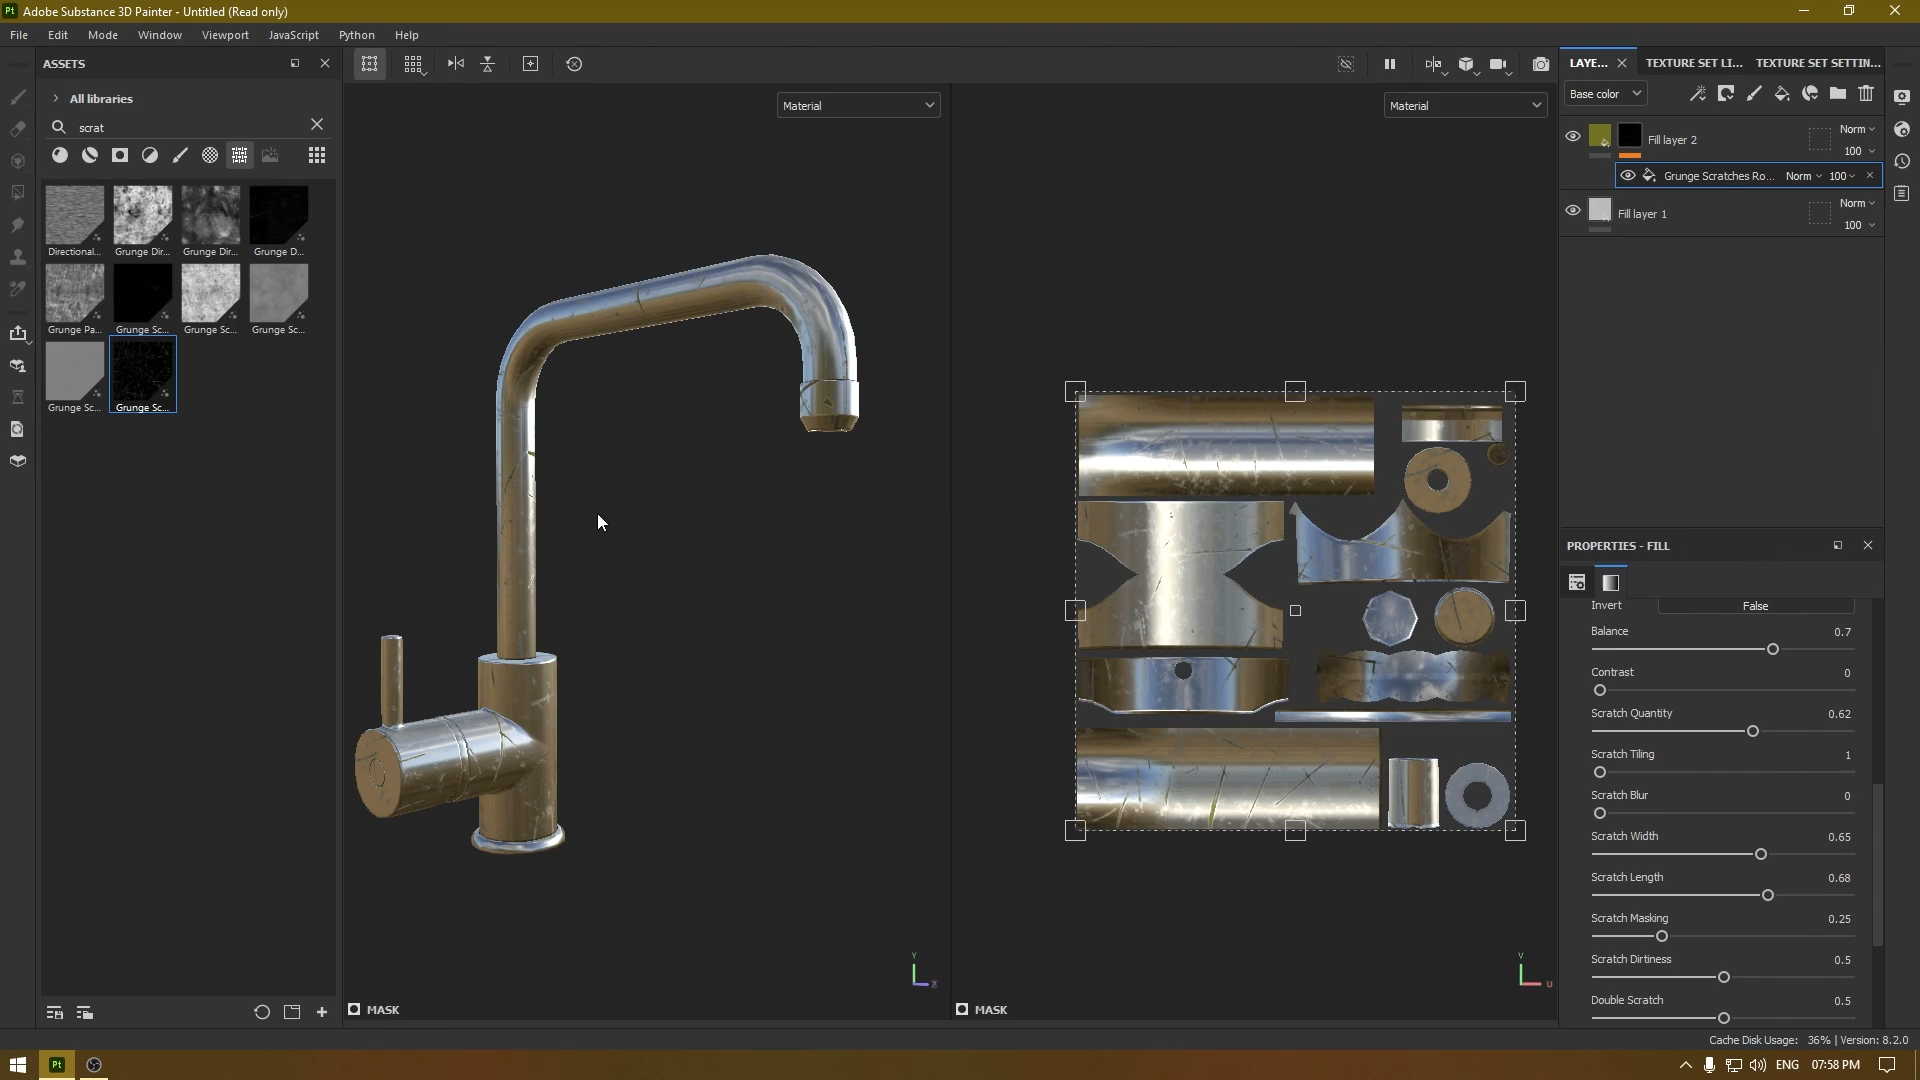 Pt Adobe Substance 3D Painter - Untitled (Read only)
File Edit Mode Window Viewport JavaScript Python Help
ASSETS
All libraries
scrat
Directional... Grunge Dir... Grunge Dir... Grunge D...
Grunge Pa... Grunge Sc... Grunge Sc... Grunge Sc...
Grunge Sc... Grunge Sc...
Material
Y
X
MASK
Material
V
U
MASK
LAYE... TEXTURE SET LI... TEXTURE SET SETTIN...
Base color
Fill layer 2 Norm
100
Grunge Scratches Ro... Norm 100
Fill layer 1 Norm
100
PROPERTIES - FILL
Invert False
Balance 0.7
Contrast 0
Scratch Quantity 0.62
Scratch Tiling 1
Scratch Blur 0
Scratch Width 0.65
Scratch Length 0.68
Scratch Masking 0.25
Scratch Dirtiness 0.5
Double Scratch 0.5
Cache Disk Usage: 36% | Version: 8.2.0
Pt
ENG 07:58 PM